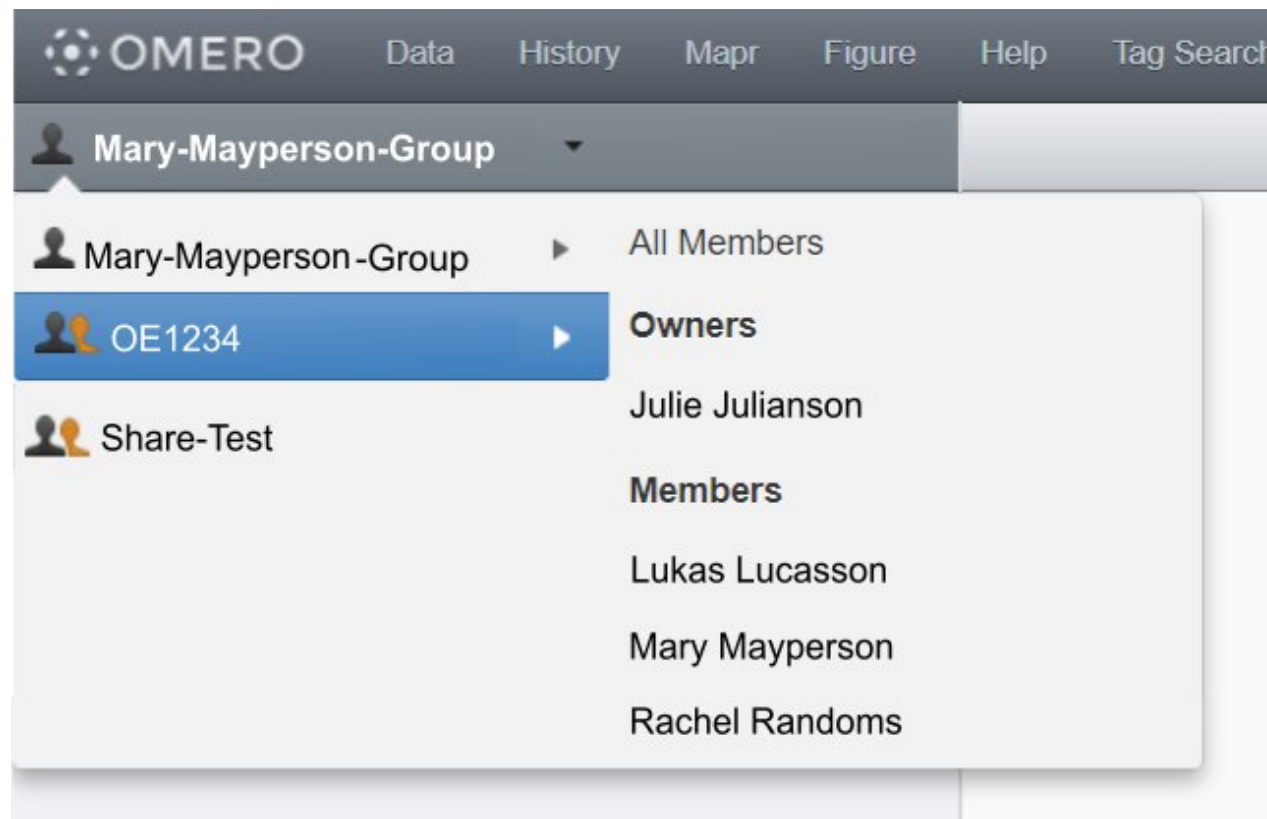 OMERO Data History Mapr Figure Help Tag Search
Mary-Mayperson-Group
Mary-Mayperson-Group
OE1234
Share-Test
All Members
Owners
Julie Julianson
Members
Lukas Lucasson
Mary Mayperson
Rachel Randoms